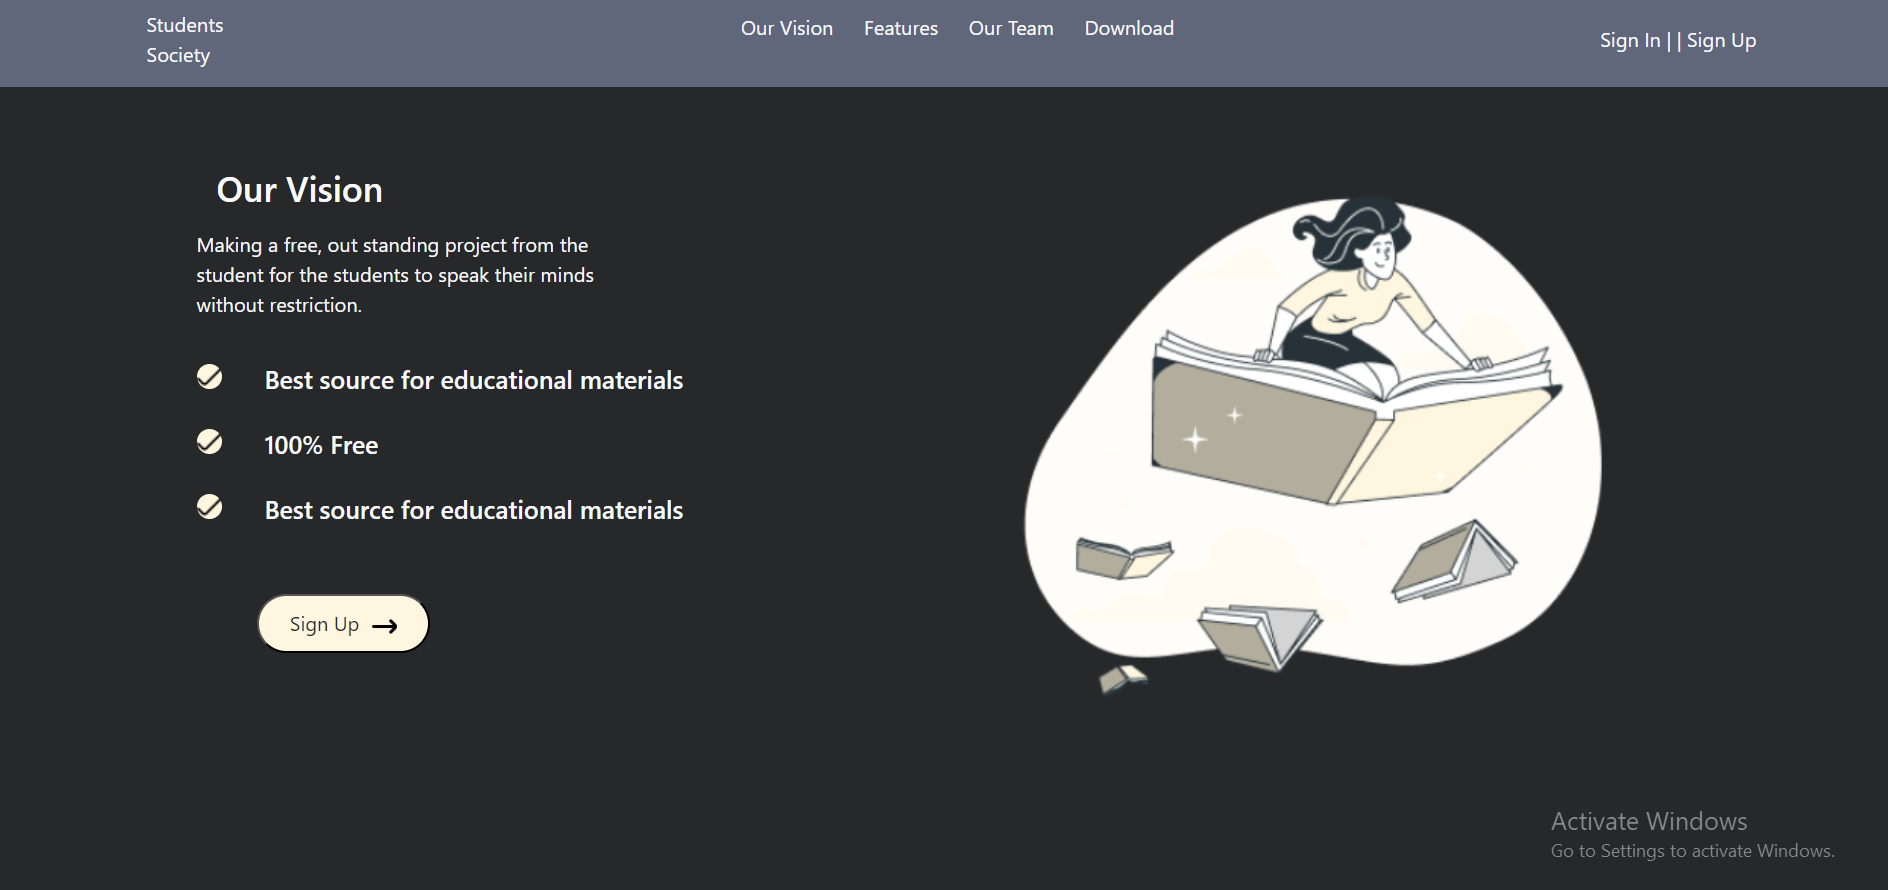 Students
Society
Our Vision Features Our Team Download
Sign In | | Sign Up
Our Vision
Making a free, out standing project from the
student for the students to speak their minds
without restriction.
Best source for educational materials
100% Free
Best source for educational materials
Sign Up
Activate Windows
Go to Settings to activate Windows.